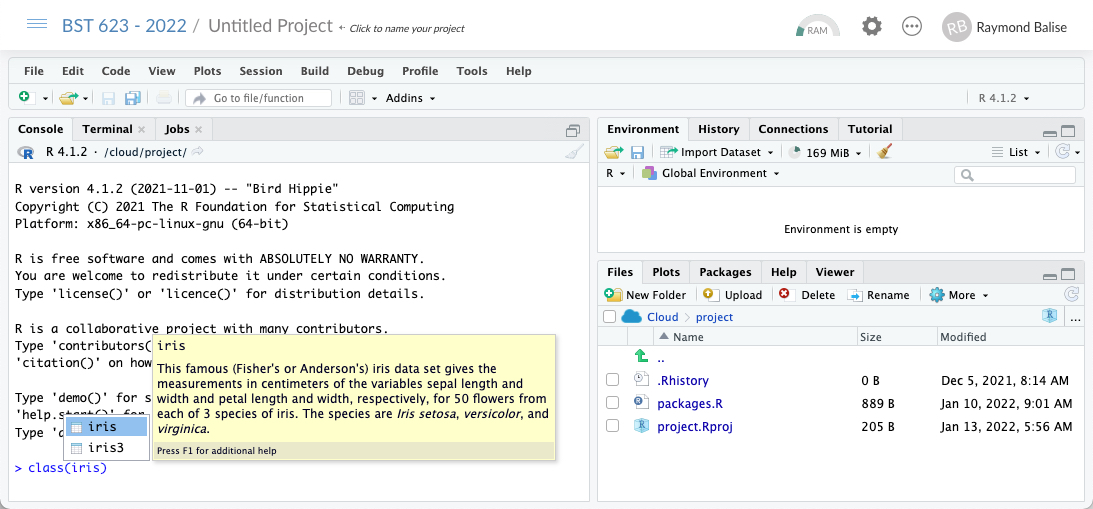 BST 623 - 2022 / Untitled Project ← Click to name your project
RAM
RB Raymond Balise
File Edit Code View Plots Session Build Debug Profile Tools Help
Go to file/function Addins R 4.1.2
Console Terminal × Jobs ×
R 4.1.2 · /cloud/project/
R version 4.1.2 (2021-11-01) -- "Bird Hippie"
Copyright (C) 2021 The R Foundation for Statistical Computing
Platform: x86_64-pc-linux-gnu (64-bit)
R is free software and comes with ABSOLUTELY NO WARRANTY.
You are welcome to redistribute it under certain conditions.
Type 'license()' or 'licence()' for distribution details.
R is a collaborative project with many contributors.
Type 'contributors(
'citation()' on how
Type 'demo()' for s
'help.start()' for
Type '
iris
This famous (Fisher's or Anderson's) iris data set gives the
measurements in centimeters of the variables sepal length and
width and petal length and width, respectively, for 50 flowers from
each of 3 species of iris. The species are Iris setosa, versicolor, and
virginica.
Press F1 for additional help
iris
iris3
> class(iris)
Environment History Connections Tutorial
Import Dataset 169 MiB List
R Global Environment
Environment is empty
Files Plots Packages Help Viewer
New Folder Upload Delete Rename More
Cloud > project R ...
Name Size Modified
..
.Rhistory 0 B Dec 5, 2021, 8:14 AM
packages.R 889 B Jan 10, 2022, 9:01 AM
project.Rproj 205 B Jan 13, 2022, 5:56 AM